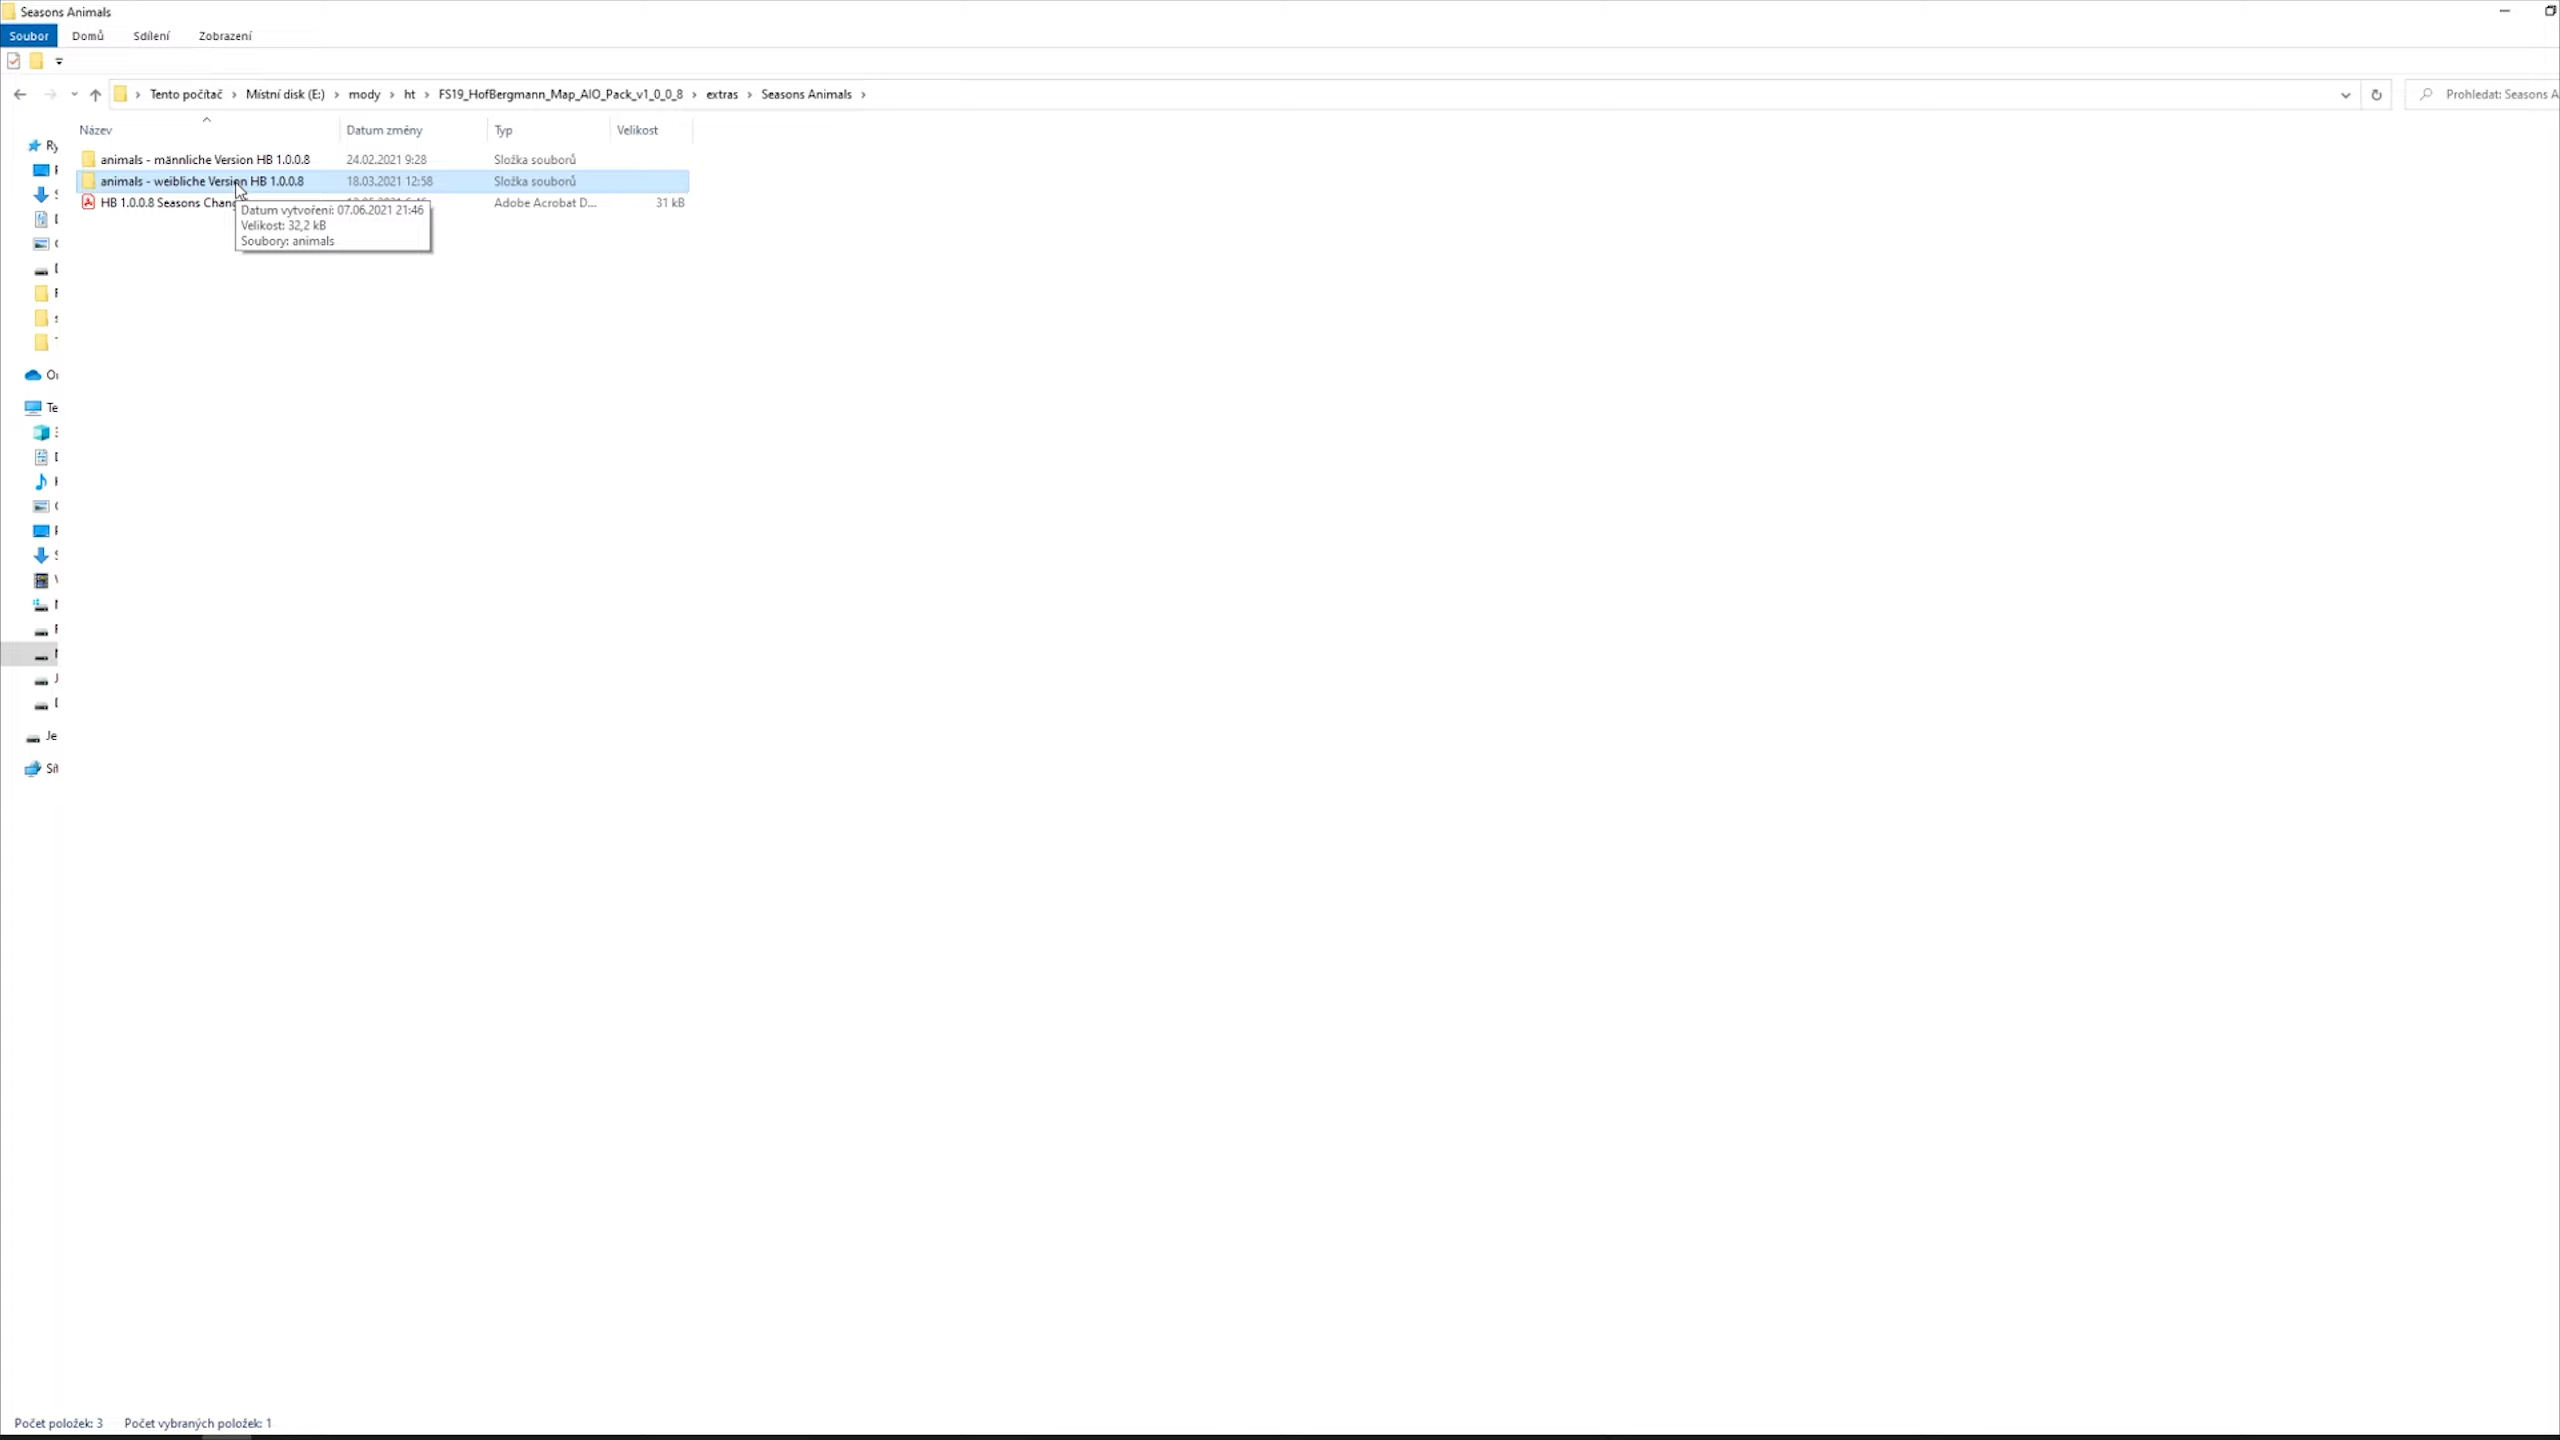 Seasons Animals
Soubor Domů Sdílení Zobrazení
Tento počítač › Místní disk (E:) › mody › ht › FS19_HofBergmann_Map_AIO_Pack_v1_0_0_8 › extras › Seasons Animals ›
Prohledat: Seasons A
Název Datum změny Typ Velikost
animals - männliche Version HB 1.0.0.8 24.02.2021 9:28 Složka souborů
animals - weibliche Version HB 1.0.0.8 18.03.2021 12:58 Složka souborů
HB 1.0.0.8 Seasons Chan Adobe Acrobat D... 31 kB
Datum vytvoření: 07.06.2021 21:46
Velikost: 32,2 kB
Soubory: animals
Ry
Te
Je
Počet položek: 3 Počet vybraných položek: 1